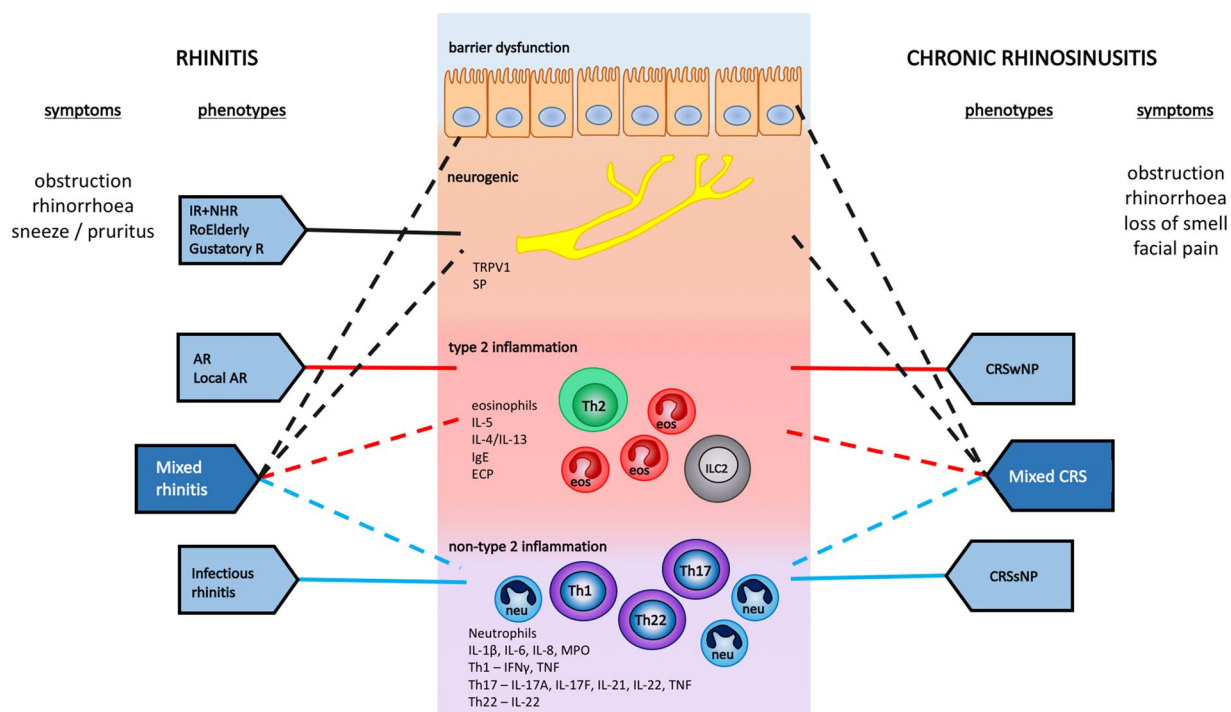 RHINITIS
symptoms
phenotypes
obstruction
rhinorrhoea
sneeze / pruritus
IR+NHR
RoElderly
Gustatory R
AR
Local AR
Mixed
rhinitis
Infectious
rhinitis
barrier dysfunction
neurogenic
TRPV1
SP
type 2 inflammation
Th2
eos
eos
eos
ILC2
eosinophils
IL-5
IL-4/IL-13
IgE
ECP
non-type 2 inflammation
neu
Th1
Th22
Th17
neu
neu
Neutrophils
IL-1β, IL-6, IL-8, MPO
Th1 – IFNγ, TNF
Th17 – IL-17A, IL-17F, IL-21, IL-22, TNF
Th22 – IL-22
CHRONIC RHINOSINUSITIS
phenotypes
symptoms
obstruction
rhinorrhoea
loss of smell
facial pain
CRSwNP
Mixed CRS
CRSsNP